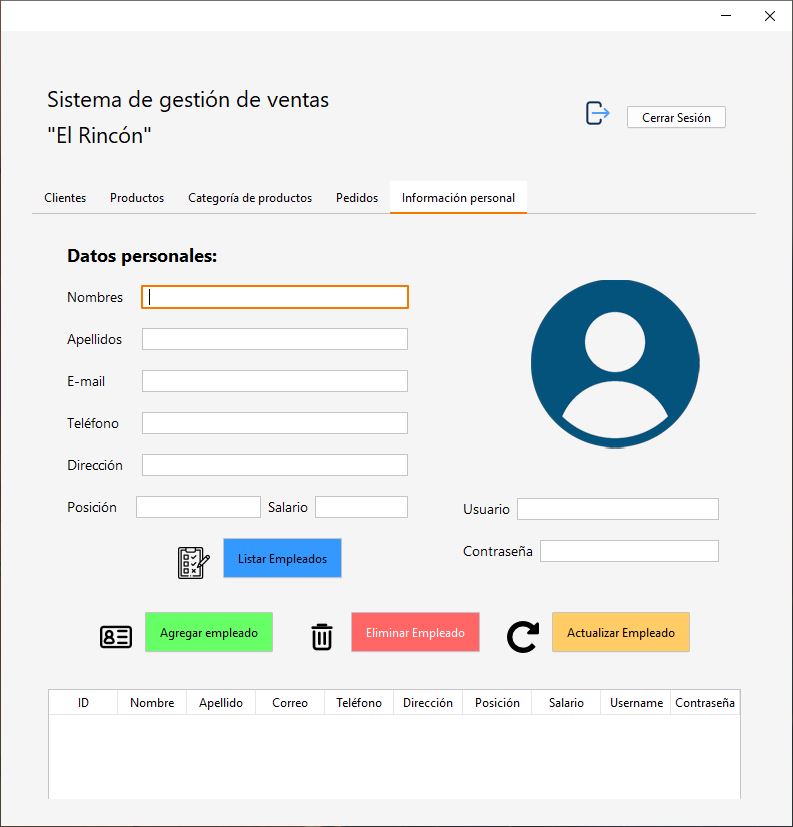 Sistema de gestión de ventas
"El Rincón"
Cerrar Sesión
Clientes Productos Categoría de productos Pedidos Información personal
Datos personales:
Nombres
Apellidos
E-mail
Teléfono
Dirección
Posición Salario
Usuario
Contraseña
Listar Empleados
Agregar empleado Eliminar Empleado Actualizar Empleado
ID Nombre Apellido Correo Teléfono Dirección Posición Salario Username Contraseña